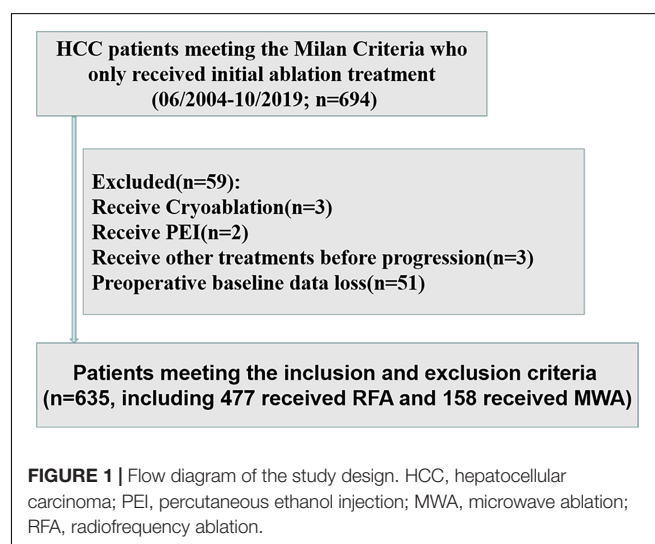 HCC patients meeting the Milan Criteria who
only received initial ablation treatment
(06/2004-10/2019; n=694)
Excluded(n=59):
Receive Cryoablation(n=3)
Receive PEI(n=2)
Receive other treatments before progression(n=3)
Preoperative baseline data loss(n=51)
Patients meeting the inclusion and exclusion criteria
(n=635, including 477 received RFA and 158 received MWA)
FIGURE 1 | Flow diagram of the study design. HCC, hepatocellular
carcinoma; PEI, percutaneous ethanol injection; MWA, microwave ablation;
RFA, radiofrequency ablation.